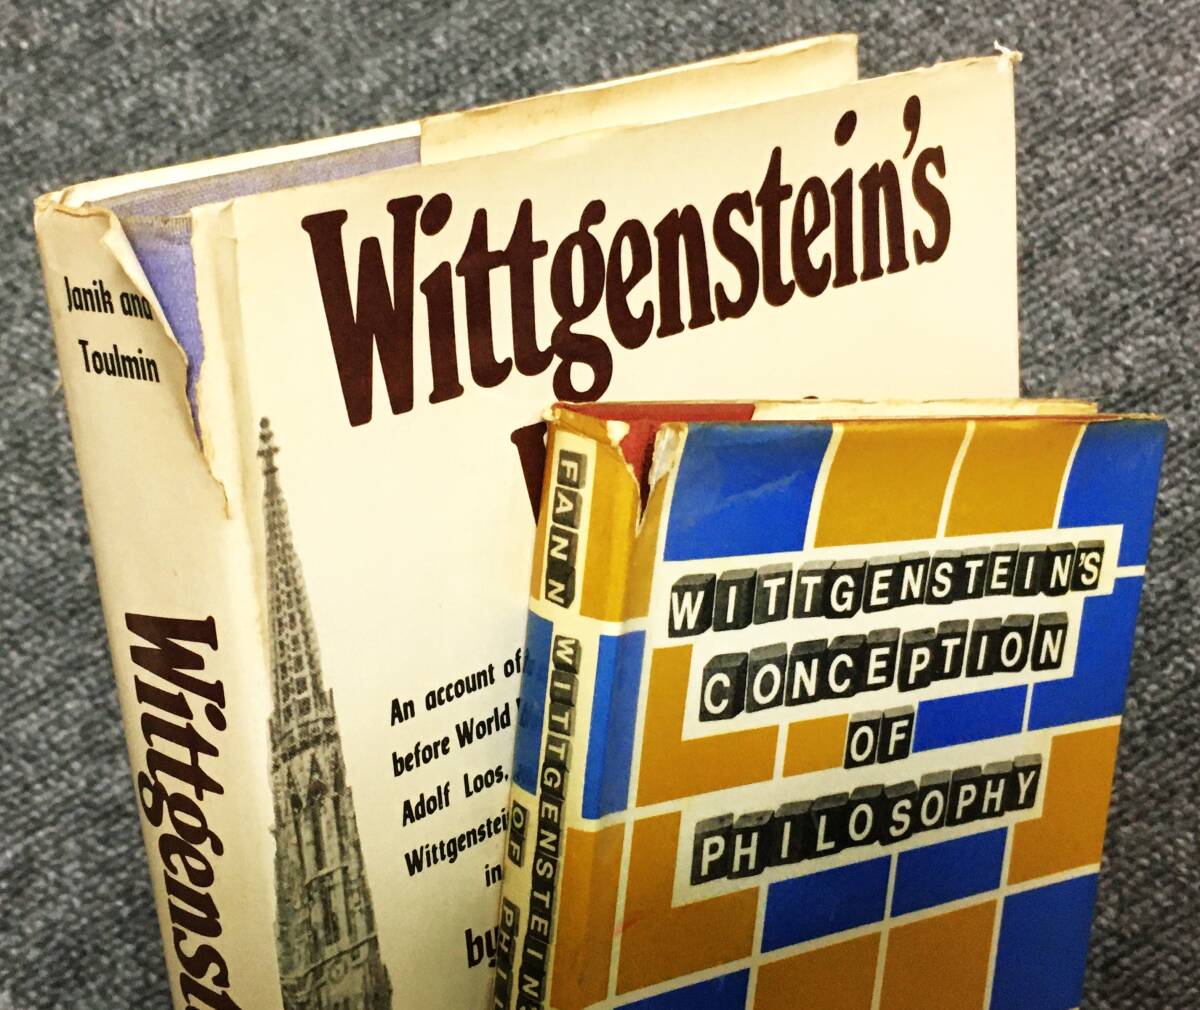 Janik and
Toulmin
Wittgenst
Wittgenstein's
An account of
before World
Adolf Loos,
Wittgenstei
in
by
FANN WITTGENSTEIN'S
OF
WITTGENSTEIN'S
CONCEPTION
OF
PHILOSOPHY